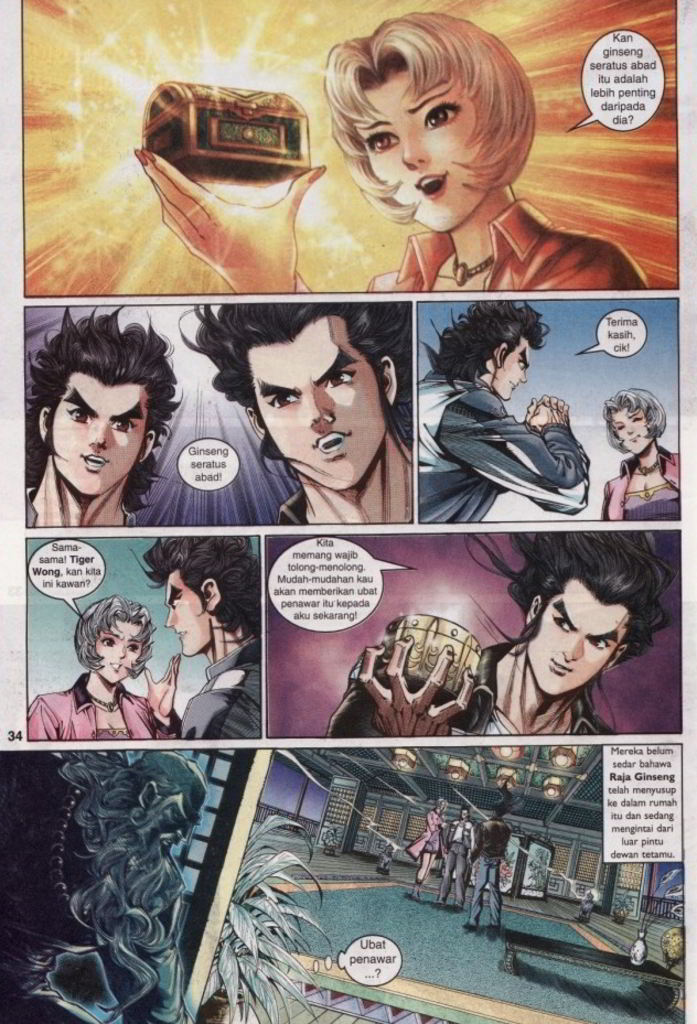 Kan
ginseng
seratus abad
itu adalah
lebih penting
daripada
dia?
Ginseng
seratus
abad!
Terima
kasih,
cik!
Sama-
sama! Tiger
Wong, kan kita
ini kawan?
Kita
memang wajib
tolong-menolong.
Mudah-mudahan kau
akan memberikan ubat
penawar itu kepada
aku sekarang!
34
Mereka belum
sedar bahawa
Raja Ginseng
telah menyusup
ke dalam rumah
itu dan sedang
mengintai dari
luar pintu
dewan tetamu.
Ubat
penawar
...?